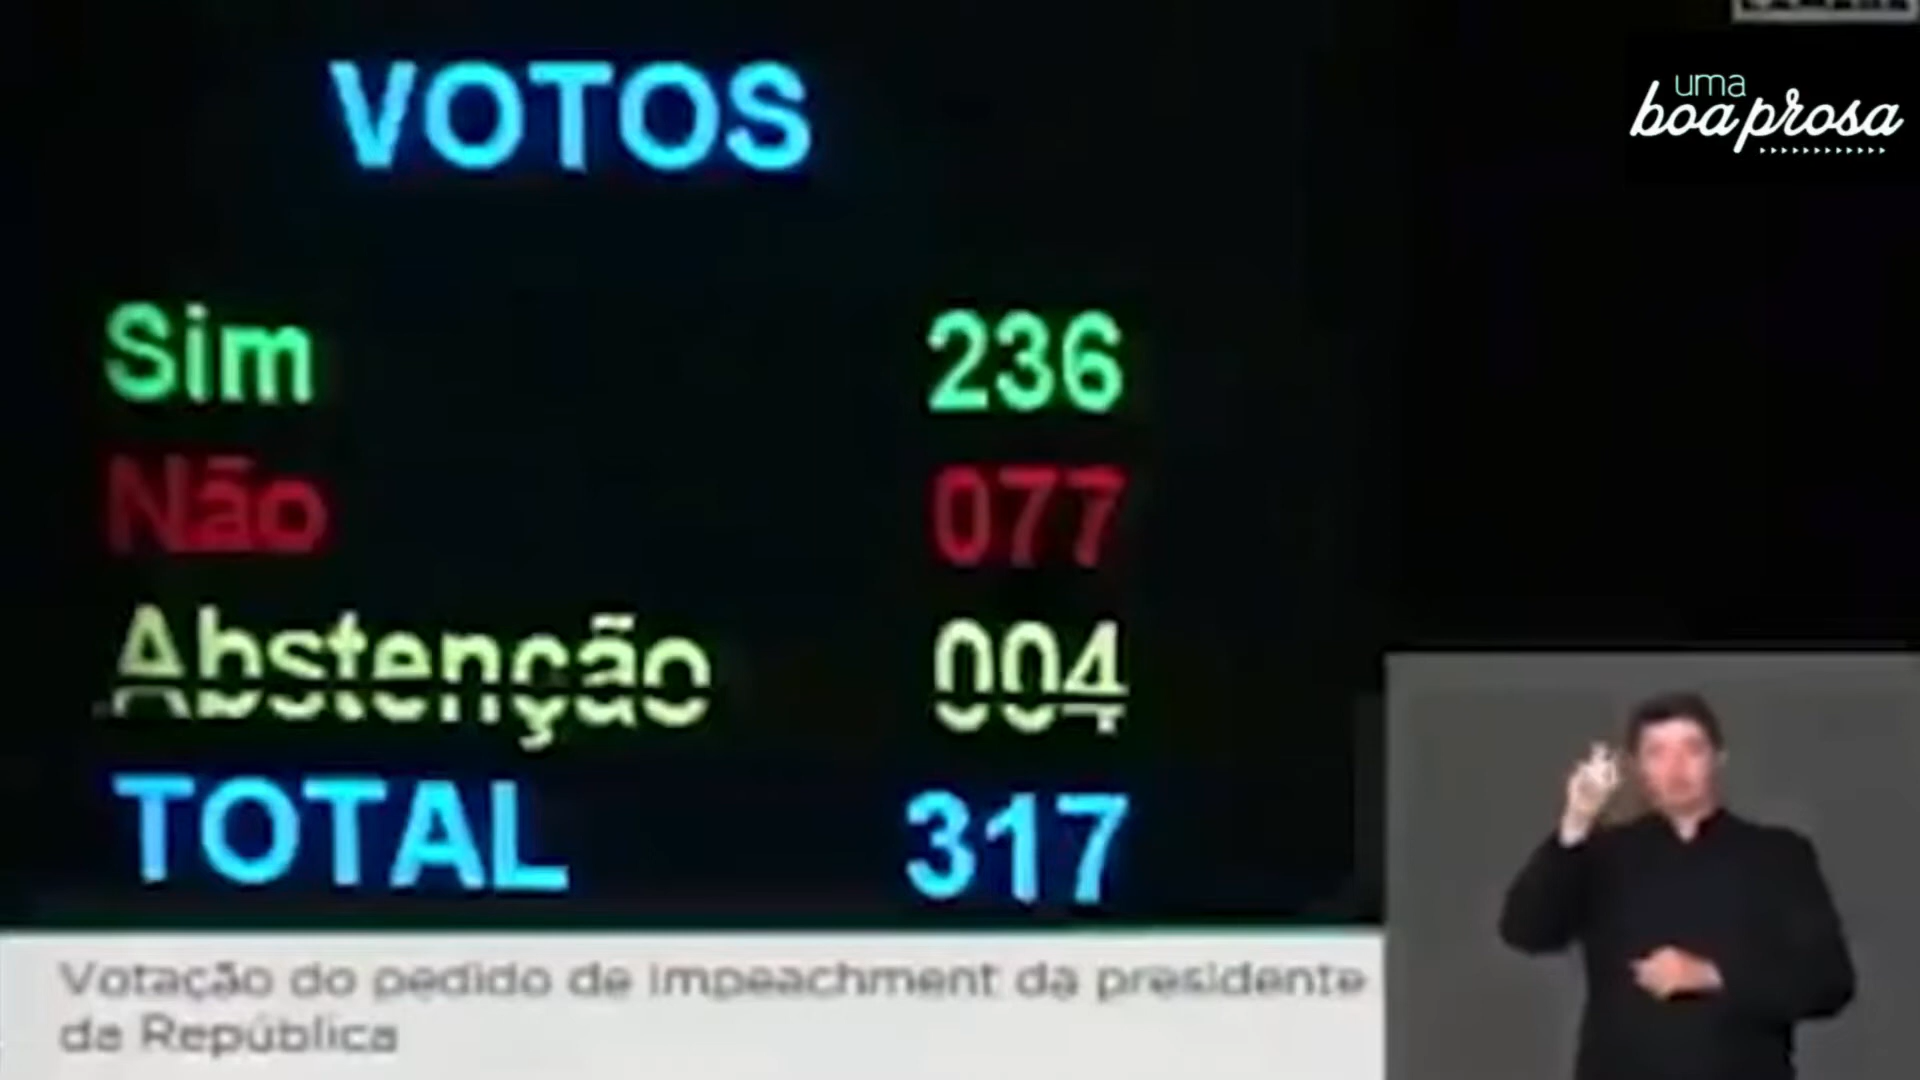 uma
boa prosa
VOTOS
Sim 236
Não 077
Abstenção 004
TOTAL 317
Votação do pedido de impeachment da presidente
da República